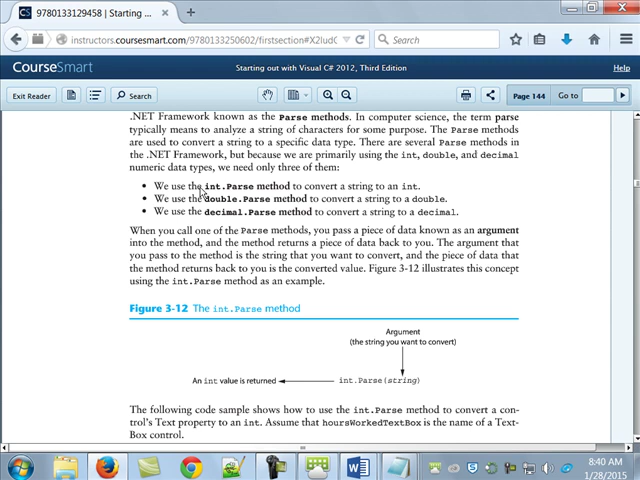 9780133129458 | Starting ...
instructors.coursesmart.com/9780133250602/firstsection#X2ludC
Search
CourseSmart
Starting out with Visual C# 2012, Third Edition
Help
Exit Reader
Search
Page 144
Go to
.NET Framework known as the Parse methods. In computer science, the term parse
typically means to analyze a string of characters for some purpose. The Parse methods
are used to convert a string to a specific data type. There are several Parse methods in
the .NET Framework, but because we are primarily using the int, double, and decimal
numeric data types, we need only three of them:
• We use the int.Parse method to convert a string to an int.
• We use the double.Parse method to convert a string to a double.
• We use the decimal.Parse method to convert a string to a decimal.
When you call one of the Parse methods, you pass a piece of data known as an argument
into the method, and the method returns a piece of data back to you. The argument that
you pass to the method is the string that you want to convert, and the piece of data that
the method returns back to you is the converted value. Figure 3-12 illustrates this concept
using the int.Parse method as an example.
Figure 3-12 The int.Parse method
Argument
(the string you want to convert)
An int value is returned
int.Parse(string)
The following code sample shows how to use the int.Parse method to convert a con-
trol's Text property to an int. Assume that hoursWorkedTextBox is the name of a Text-
Box control.
8:40 AM
1/28/2015